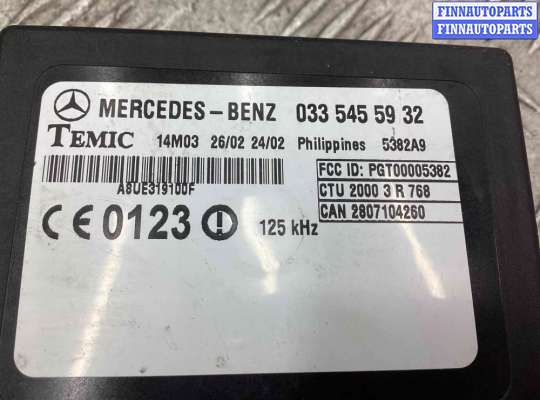 FINNAUTOPARTS
FINNAUTOPARTS
MERCEDES-BENZ 033 545 59 32
TEMIC 14M03 26/02 24/02 Philippines 5382A9
A8UE319100F
FCC ID: PGT00005382
CTU 2000 3 R 768
CAN 2807104260
CE 0123 125 kHz